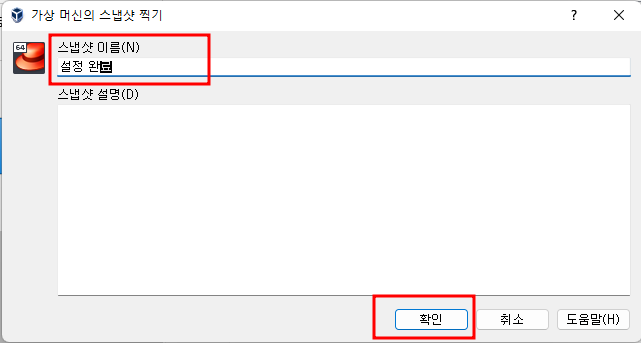 가상 머신의 스냅샷 찍기
?
64
스냅샷 이름(N)
설정 완료
스냅샷 설명(D)
확인
취소
도움말(H)